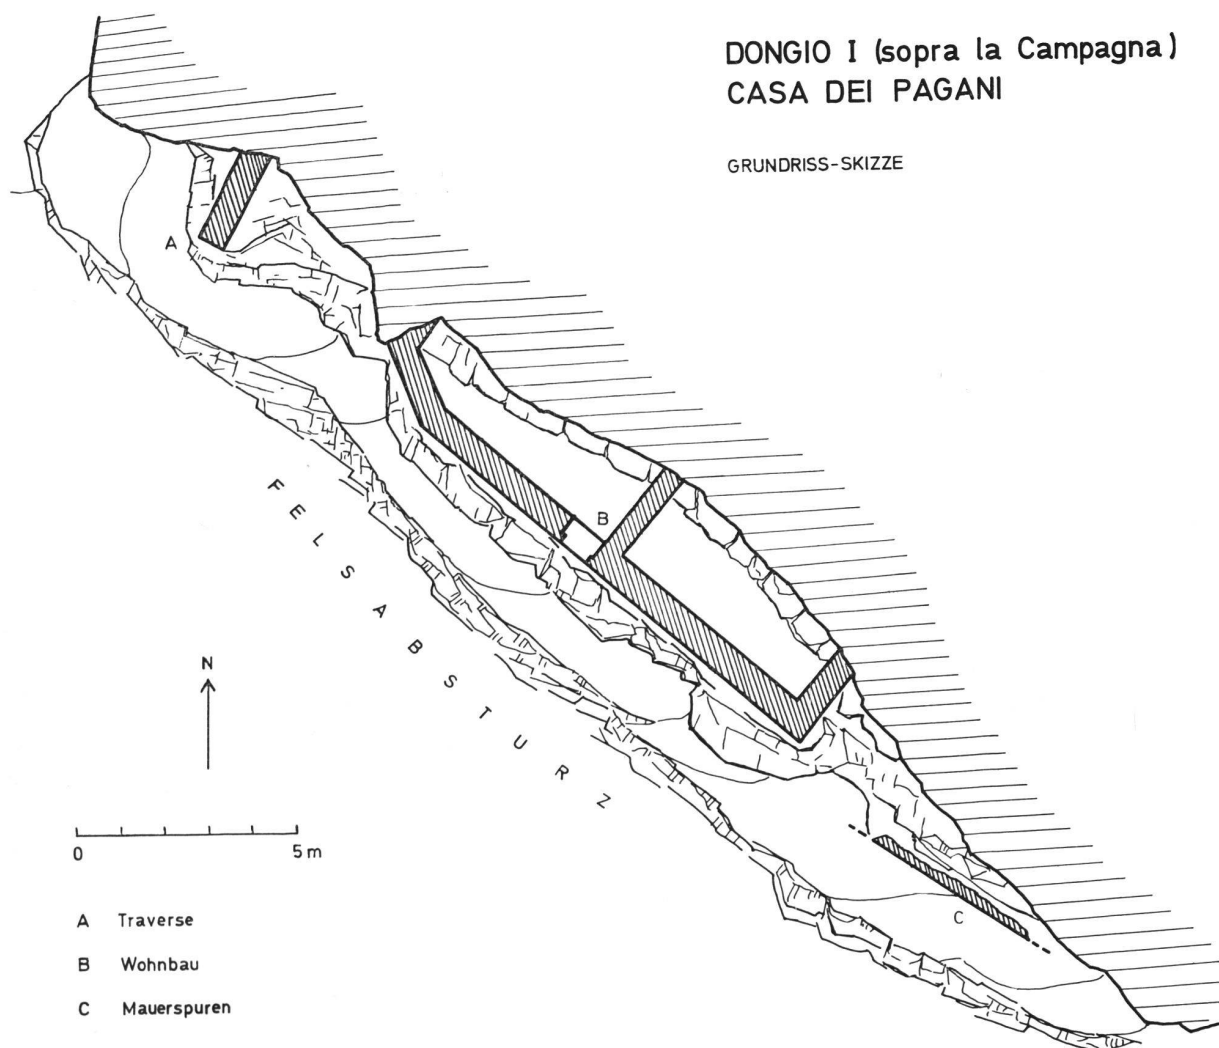 DONGIO I (sopra la Campagna)
CASA DEI PAGANI
GRUNDRISS-SKIZZE
A
B
FELSABSTURZ
N
0 5 m
C
A Traverse
B Wohnbau
C Mauerspuren